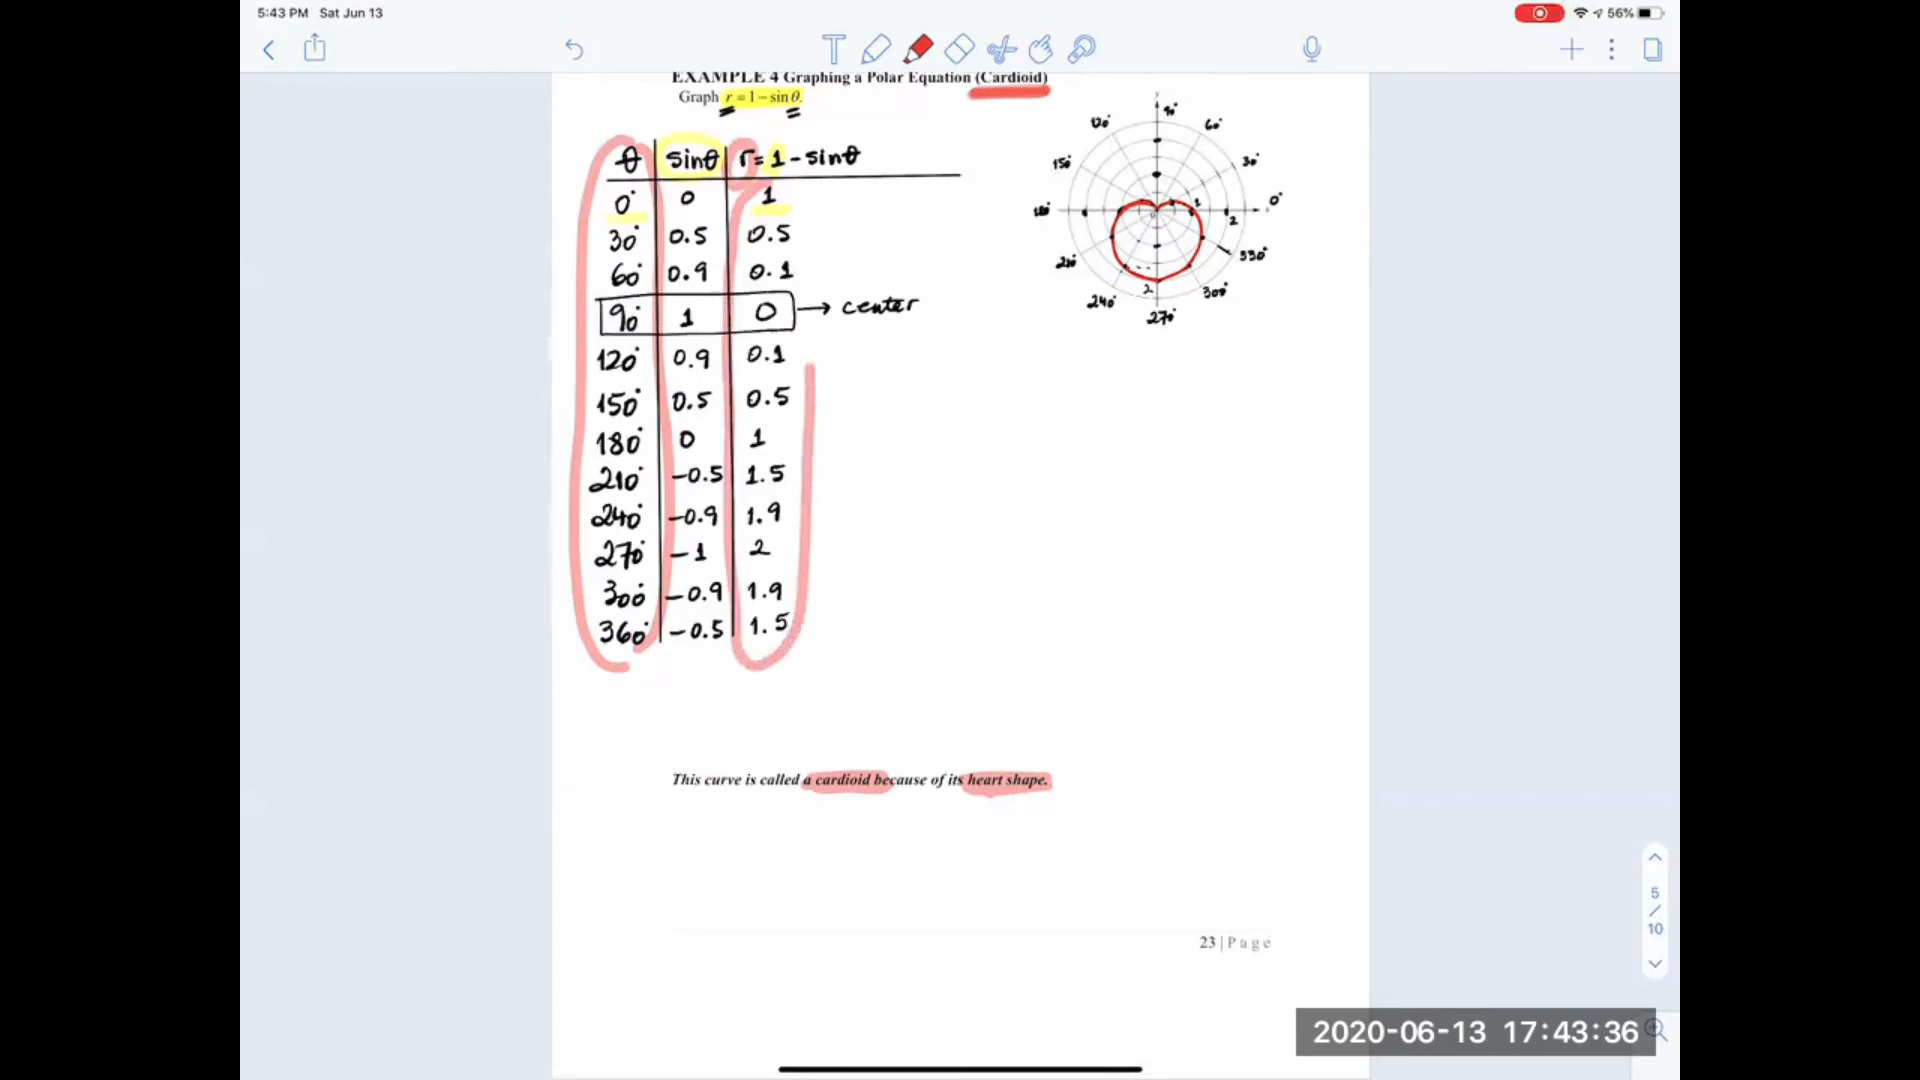 5:43 PM Sat Jun 13
56%
EXAMPLE 4 Graphing a Polar Equation (Cardioid)
Graph r = 1 – sin θ.
θ sinθ r = 1 - sinθ
0° 0 1
30° 0.5 0.5
60° 0.9 0.1
90° 1 0 → center
120° 0.9 0.1
150° 0.5 0.5
180° 0 1
210° -0.5 1.5
240° -0.9 1.9
270° -1 2
300° -0.9 1.9
360° -0.5 1.5
y
90°
120° 60°
150° 30°
180° 0 1 2 x 0°
210° 330°
240° 2 300°
270°
This curve is called a cardioid because of its heart shape.
5
/
10
23 | Page
2020-06-13 17:43:36